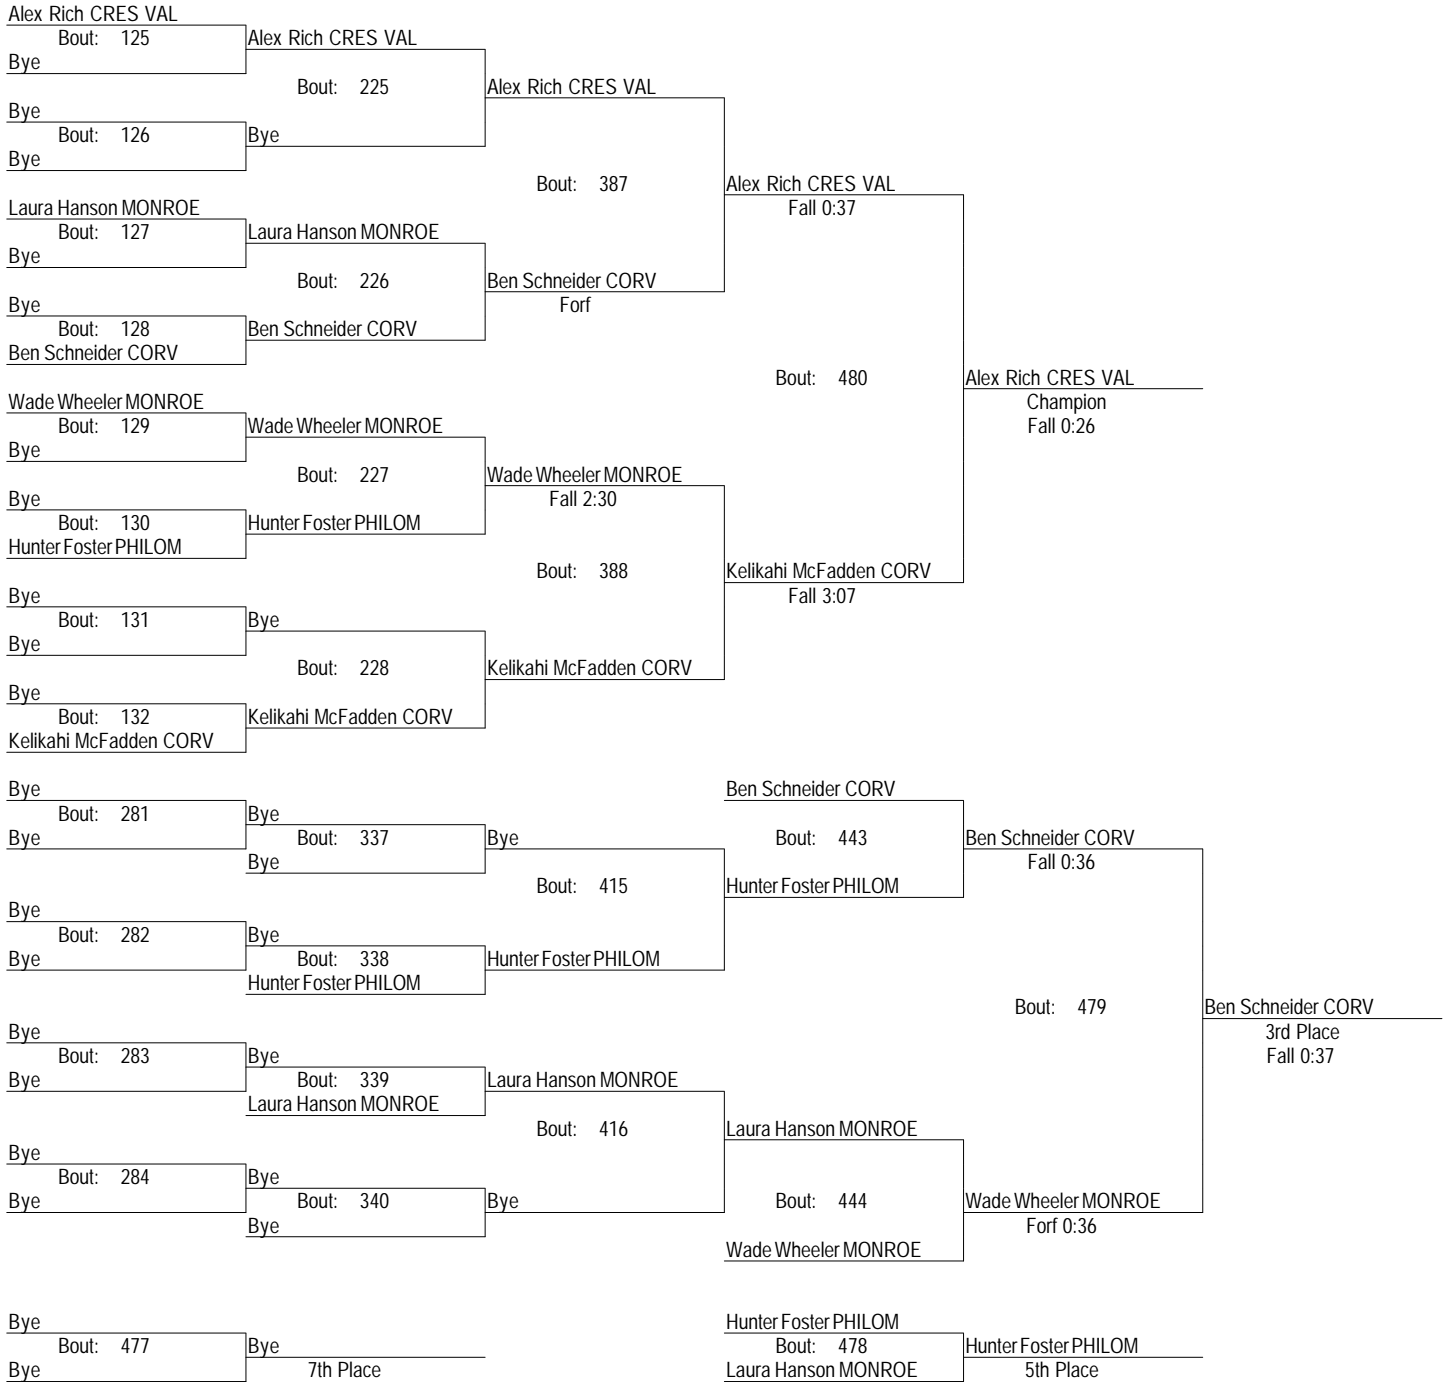 Alex Rich CRES VAL
Bout: 125 Alex Rich CRES VAL
Bye
Bout: 225 Alex Rich CRES VAL
Bye
Bout: 126 Bye
Bye
Bout: 387 Alex Rich CRES VAL
Laura Hanson MONROE Fall 0:37
Bout: 127 Laura Hanson MONROE
Bye
Bout: 226 Ben Schneider CORV
Bye Forf
Bout: 128 Ben Schneider CORV
Ben Schneider CORV
Bout: 480 Alex Rich CRES VAL
Wade Wheeler MONROE Champion
Bout: 129 Wade Wheeler MONROE Fall 0:26
Bye
Bout: 227 Wade Wheeler MONROE
Bye Fall 2:30
Bout: 130 Hunter Foster PHILOM
Hunter Foster PHILOM
Bout: 388 Kelikahi McFadden CORV
Bye Fall 3:07
Bout: 131 Bye
Bye
Bout: 228 Kelikahi McFadden CORV
Bye
Bout: 132 Kelikahi McFadden CORV
Kelikahi McFadden CORV
Bye Ben Schneider CORV
Bout: 281 Bye
Bye Bout: 337 Bye Bout: 443 Ben Schneider CORV
Bye Fall 0:36
Bout: 415 Hunter Foster PHILOM
Bye
Bout: 282 Bye
Bye Bout: 338 Hunter Foster PHILOM
Hunter Foster PHILOM
Bout: 479 Ben Schneider CORV
Bye 3rd Place
Bout: 283 Bye Fall 0:37
Bye Bout: 339 Laura Hanson MONROE
Laura Hanson MONROE
Bout: 416 Laura Hanson MONROE
Bye
Bout: 284 Bye
Bye Bout: 340 Bye Bout: 444 Wade Wheeler MONROE
Bye Forf 0:36
Wade Wheeler MONROE
Bye Hunter Foster PHILOM
Bout: 477 Bye Bout: 478 Hunter Foster PHILOM
Bye 7th Place Laura Hanson MONROE 5th Place